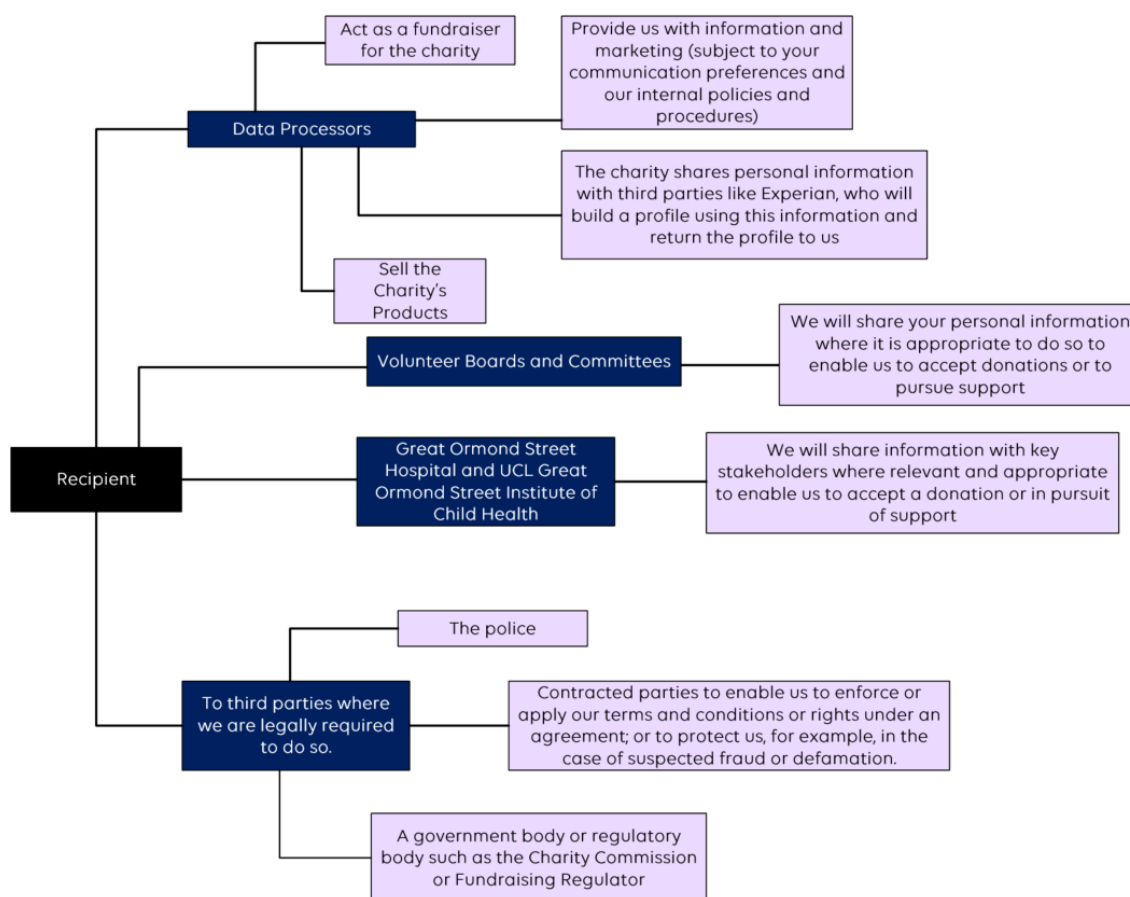 Act as a fundraiser
for the charity
Provide us with information and
marketing (subject to your
communication preferences and
our internal policies and
procedures)
Data Processors
The charity shares personal information
with third parties like Experian, who will
build a profile using this information and
return the profile to us
Sell the
Charity's
Products
Volunteer Boards and Committees
We will share your personal information
where it is appropriate to do so to
enable us to accept donations or to
pursue support
Recipient
Great Ormond Street
Hospital and UCL Great
Ormond Street Institute of
Child Health
We will share information with key
stakeholders where relevant and appropriate
to enable us to accept a donation or in pursuit
of support
The police
To third parties where
we are legally required
to do so.
Contracted parties to enable us to enforce or
apply our terms and conditions or rights under an
agreement; or to protect us, for example, in the
case of suspected fraud or defamation.
A government body or regulatory
body such as the Charity Commission
or Fundraising Regulator